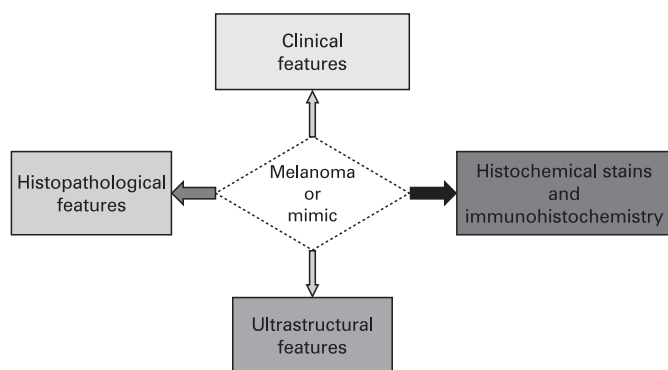 Clinical
features
Histopathological
features
Melanoma
or
mimic
Histochemical stains
and
immunohistochemistry
Ultrastructural
features